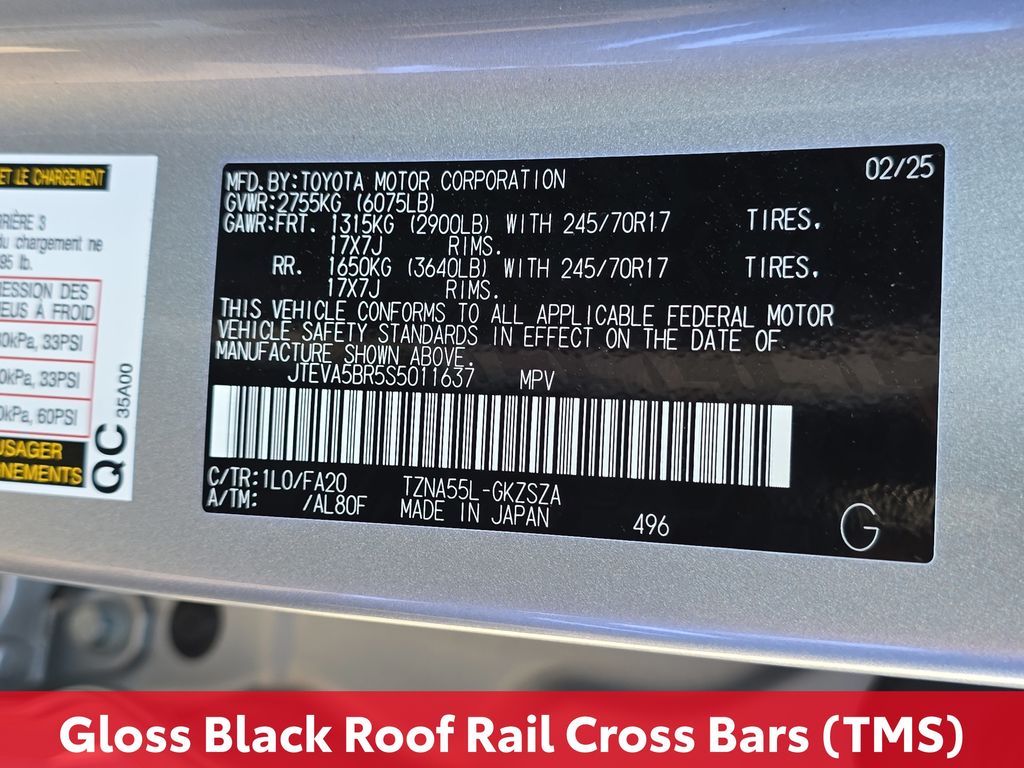 ET LE CHARGEMENT
RIÈRE 3
du chargement ne
95 lb.
ESSION DES
EUS À FROID
0kPa, 33PSI
0kPa, 33PSI
0kPa, 60PSI
USAGER
NEMENTS
QC 35A00
02/25
MFD.BY:TOYOTA MOTOR CORPORATION
GVWR:2755KG (6075LB)
GAWR:FRT. 1315KG (2900LB) WITH 245/70R17 TIRES,
17X7J RIMS.
RR. 1650KG (3640LB) WITH 245/70R17 TIRES,
17X7J RIMS.
THIS VEHICLE CONFORMS TO ALL APPLICABLE FEDERAL MOTOR
VEHICLE SAFETY STANDARDS IN EFFECT ON THE DATE OF
MANUFACTURE SHOWN ABOVE.
JTEVA5BR5S5011637 MPV
C/TR:1L0/FA20 TZNA55L-GKZSZA
A/TM: /AL80F MADE IN JAPAN 496 G
Gloss Black Roof Rail Cross Bars (TMS)